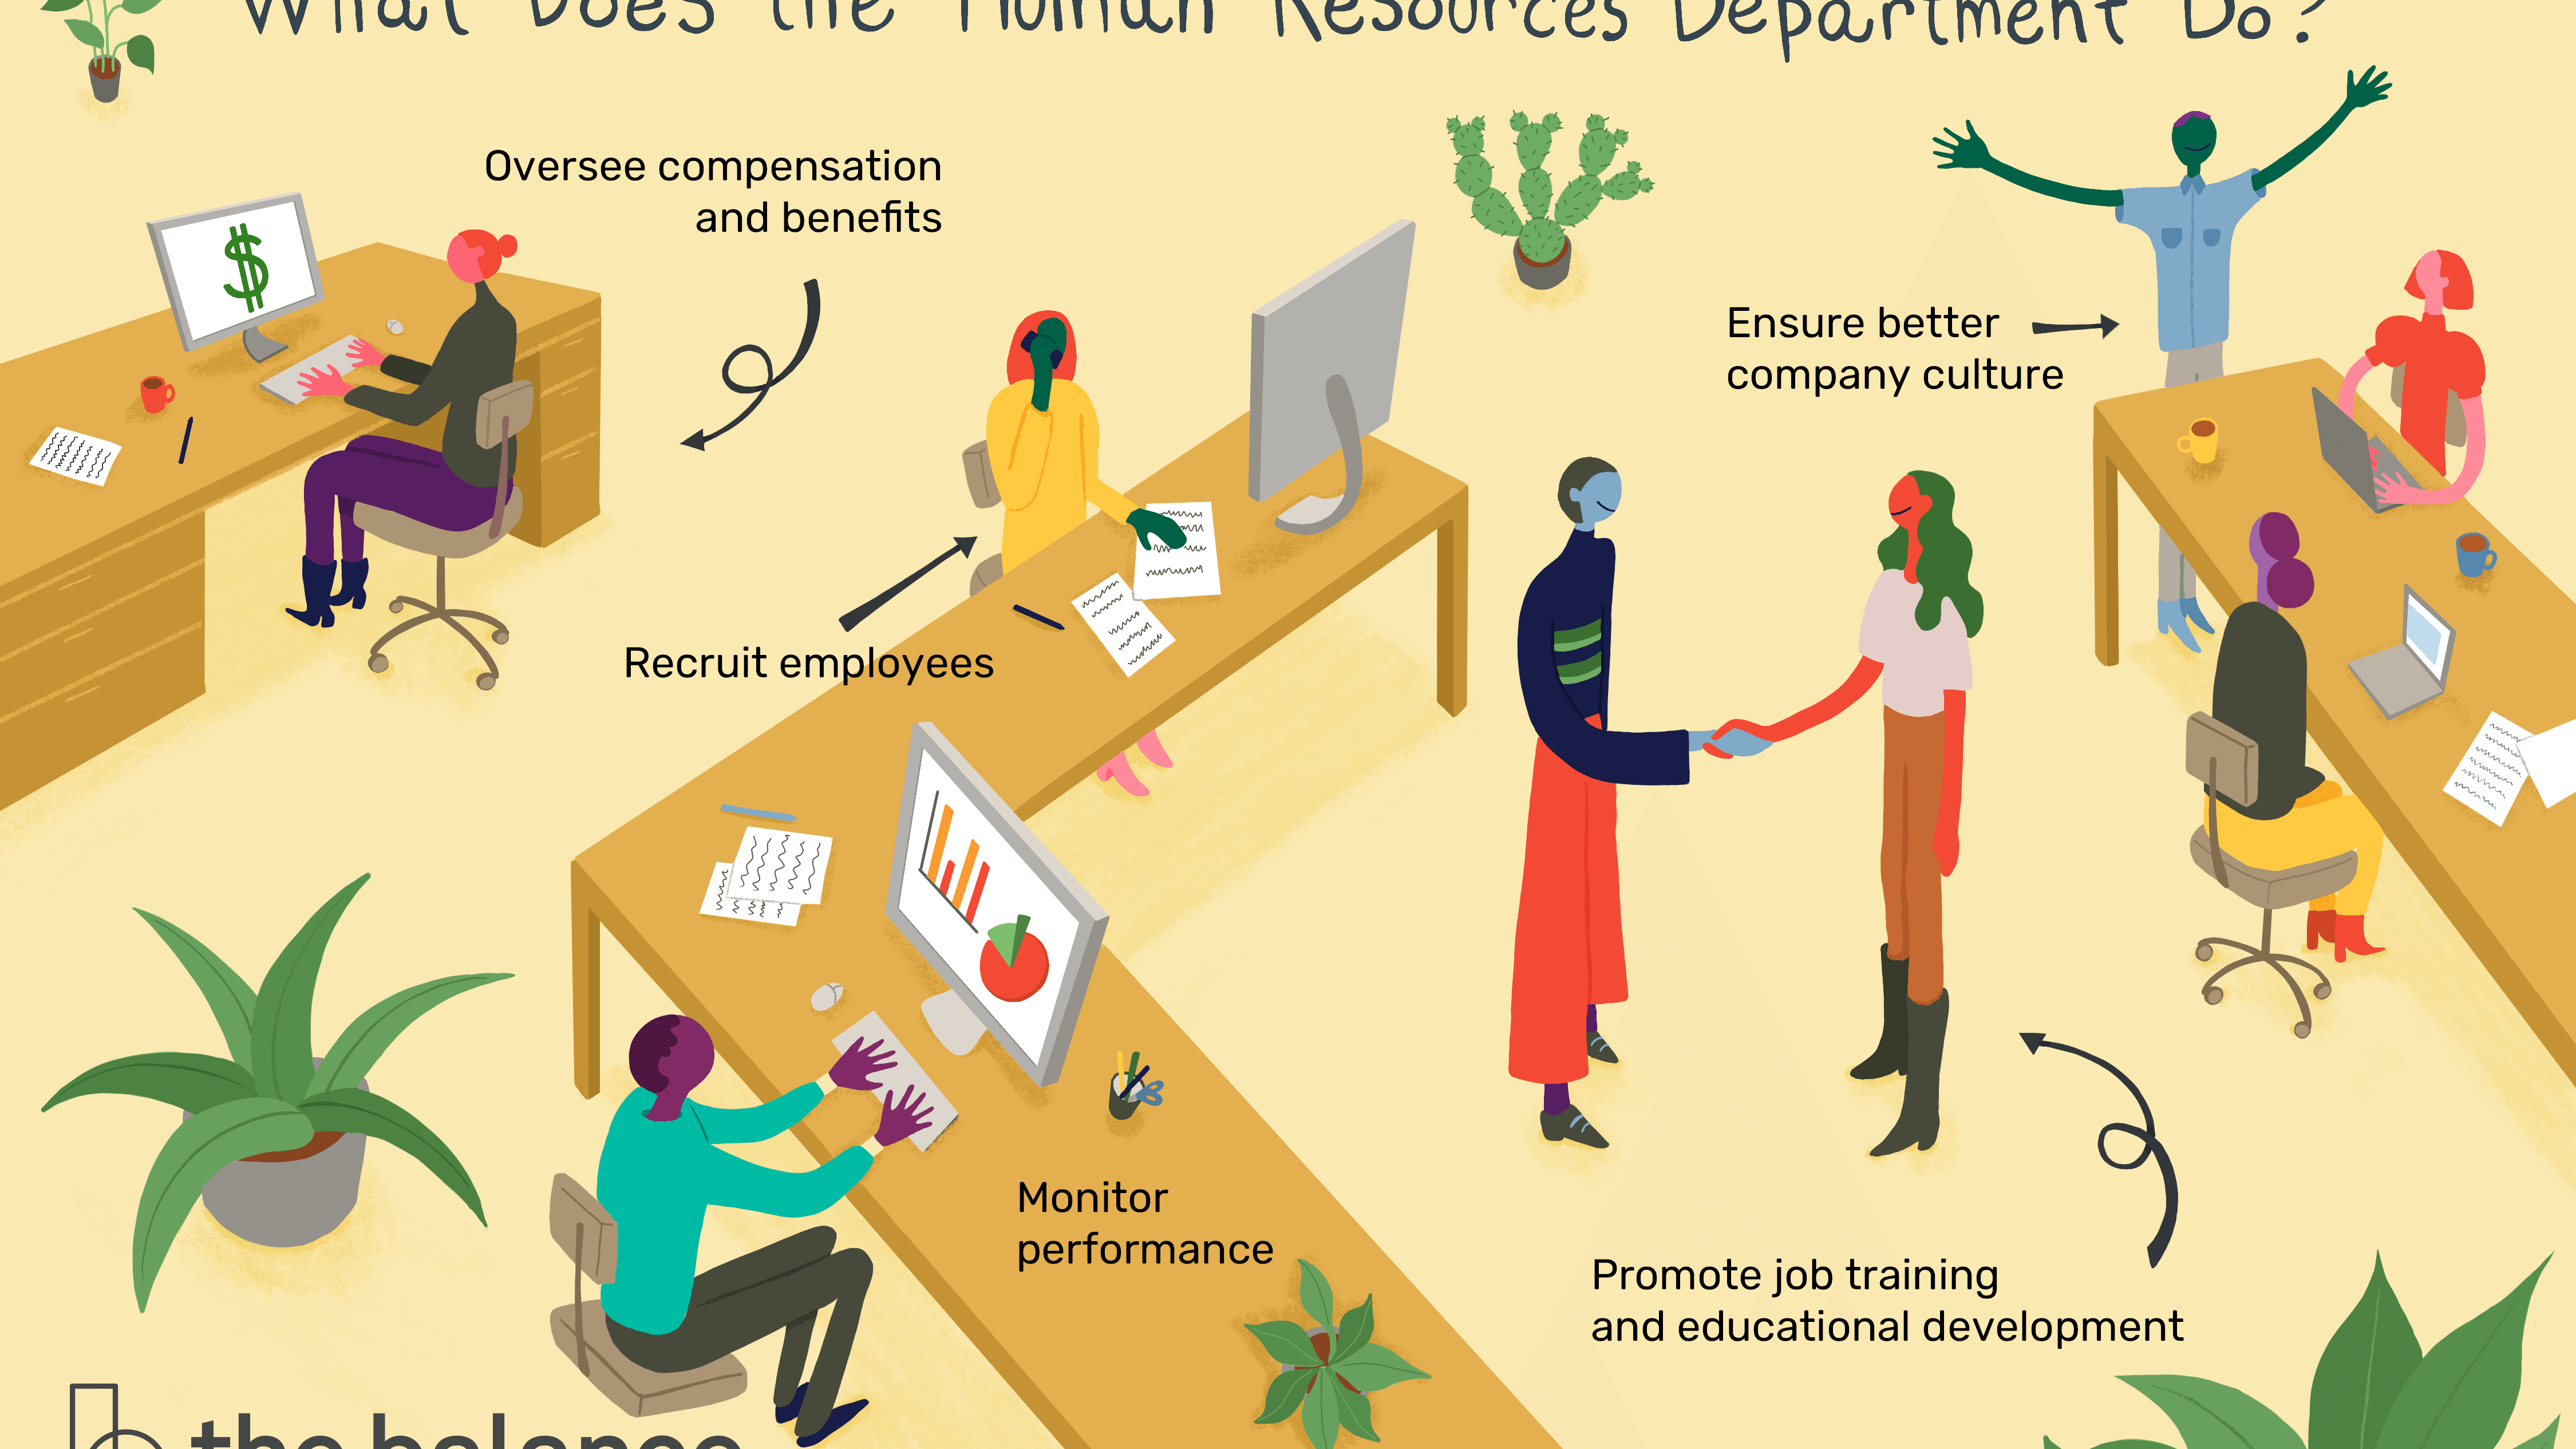 What Does the Human Resources Department Do?
Oversee compensation
and benefits
Ensure better
company culture
Recruit employees
Monitor
performance
Promote job training
and educational development
the balance